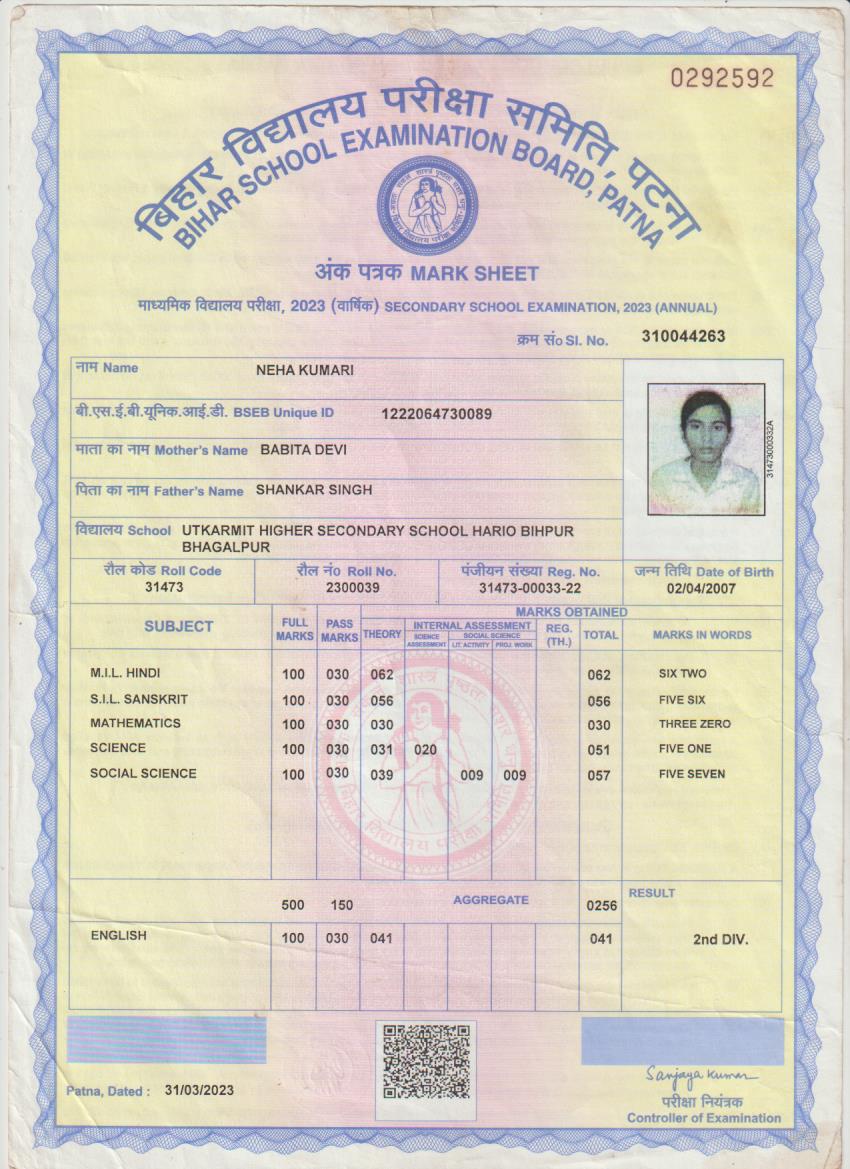 0292592
बिहार विद्यालय परीक्षा समिति, पटना
BIHAR SCHOOL EXAMINATION BOARD, PATNA
अंक पत्रक MARK SHEET
माध्यमिक विद्यालय परीक्षा, 2023 (वार्षिक) SECONDARY SCHOOL EXAMINATION, 2023 (ANNUAL)
क्रम सं० Sl. No. 310044263
नाम Name NEHA KUMARI
बी.एस.ई.बी.यूनिक.आई.डी. BSEB Unique ID 1222064730089
माता का नाम Mother's Name BABITA DEVI
पिता का नाम Father's Name SHANKAR SINGH
31473000332A
विद्यालय School UTKARMIT HIGHER SECONDARY SCHOOL HARIO BIHPUR
BHAGALPUR
रौल कोड Roll Code रौल नं० Roll No. पंजीयन संख्या Reg. No. जन्म तिथि Date of Birth
31473 2300039 31473-00033-22 02/04/2007
SUBJECT FULL MARKS PASS MARKS MARKS OBTAINED
THEORY INTERNAL ASSESSMENT REG. (TH.) TOTAL MARKS IN WORDS
SCIENCE ASSESSMENT SOCIAL SCIENCE
LIT. ACTIVITY PROJ. WORK
M.I.L. HINDI 100 030 062 062 SIX TWO
S.I.L. SANSKRIT 100 030 056 056 FIVE SIX
MATHEMATICS 100 030 030 030 THREE ZERO
SCIENCE 100 030 031 020 051 FIVE ONE
SOCIAL SCIENCE 100 030 039 009 009 057 FIVE SEVEN
500 150 AGGREGATE 0256 RESULT
ENGLISH 100 030 041 041 2nd DIV.
Patna, Dated : 31/03/2023
Sanjaya Kumar
परीक्षा नियंत्रक
Controller of Examination